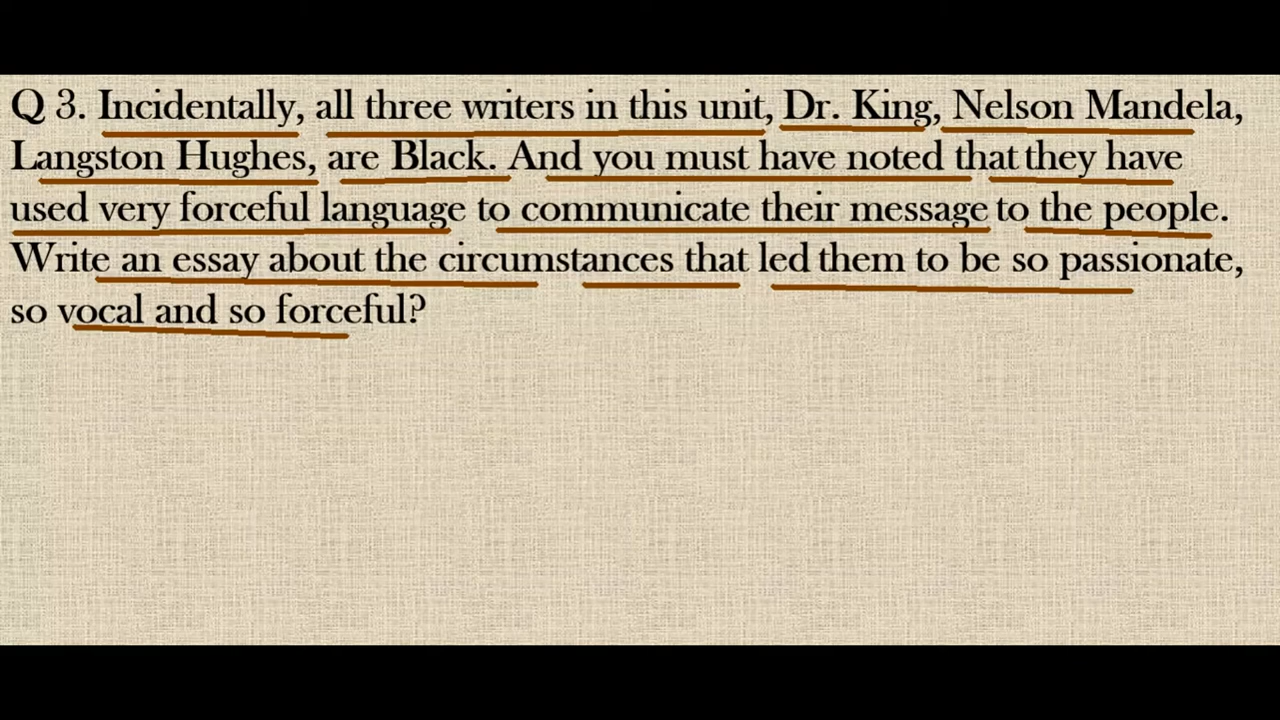 Q 3. Incidentally, all three writers in this unit, Dr. King, Nelson Mandela,
Langston Hughes, are Black. And you must have noted that they have
used very forceful language to communicate their message to the people.
Write an essay about the circumstances that led them to be so passionate,
so vocal and so forceful?